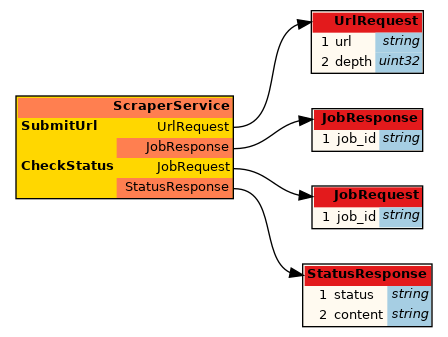 ScraperService
SubmitUrl UrlRequest
JobResponse
CheckStatus JobRequest
StatusResponse
UrlRequest
1 url string
2 depth uint32
JobResponse
1 job_id string
JobRequest
1 job_id string
StatusResponse
1 status string
2 content string